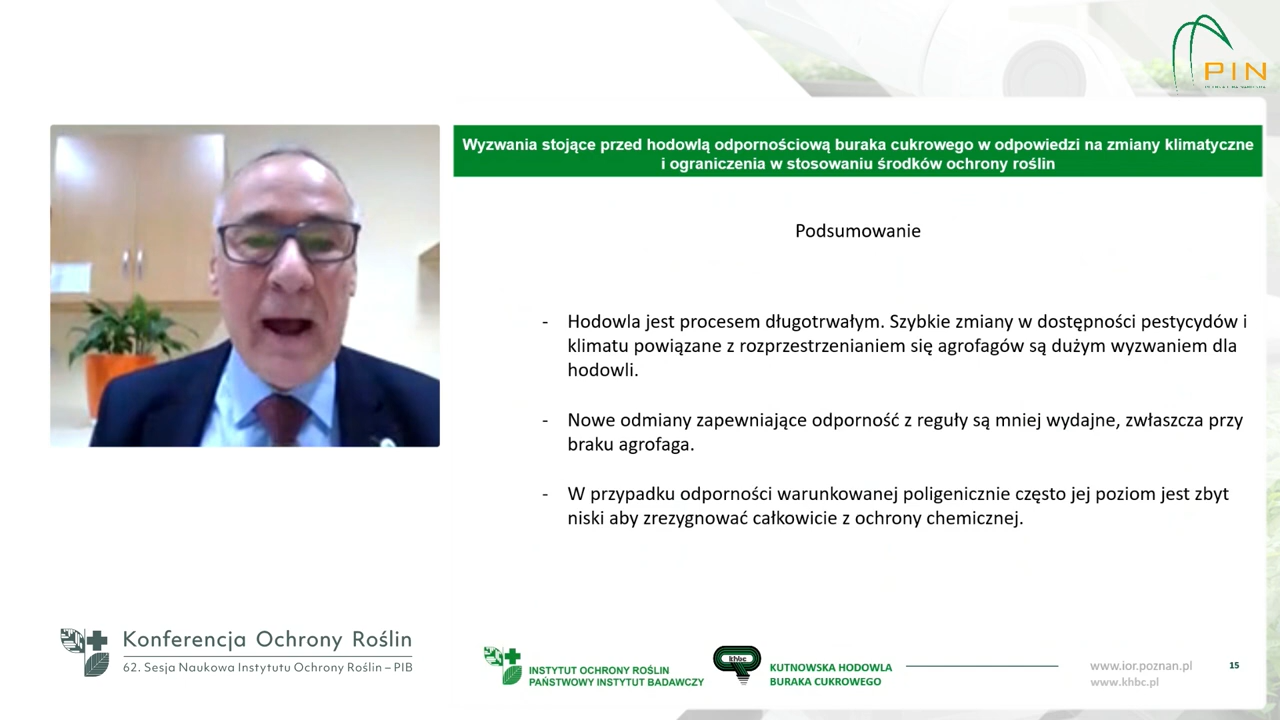 PIN
Wyzwania stojące przed hodowlą odpornościową buraka cukrowego w odpowiedzi na zmiany klimatyczne
i ograniczenia w stosowaniu środków ochrony roślin
Podsumowanie
- Hodowla jest procesem długotrwałym. Szybkie zmiany w dostępności pestycydów i
klimatu powiązane z rozprzestrzenianiem się agrofagów są dużym wyzwaniem dla
hodowli.
- Nowe odmiany zapewniające odporność z reguły są mniej wydajne, zwłaszcza przy
braku agrofaga.
- W przypadku odporności warunkowanej poligenicznie często jej poziom jest zbyt
niski aby zrezygnować całkowicie z ochrony chemicznej.
Konferencja Ochrony Roślin
62. Sesja Naukowa Instytutu Ochrony Roślin – PIB
INSTYTUT OCHRONY ROŚLIN
PAŃSTWOWY INSTYTUT BADAWCZY
khbc
KUTNOWSKA HODOWLA
BURAKA CUKROWEGO
www.ior.poznan.pl
www.khbc.pl
15